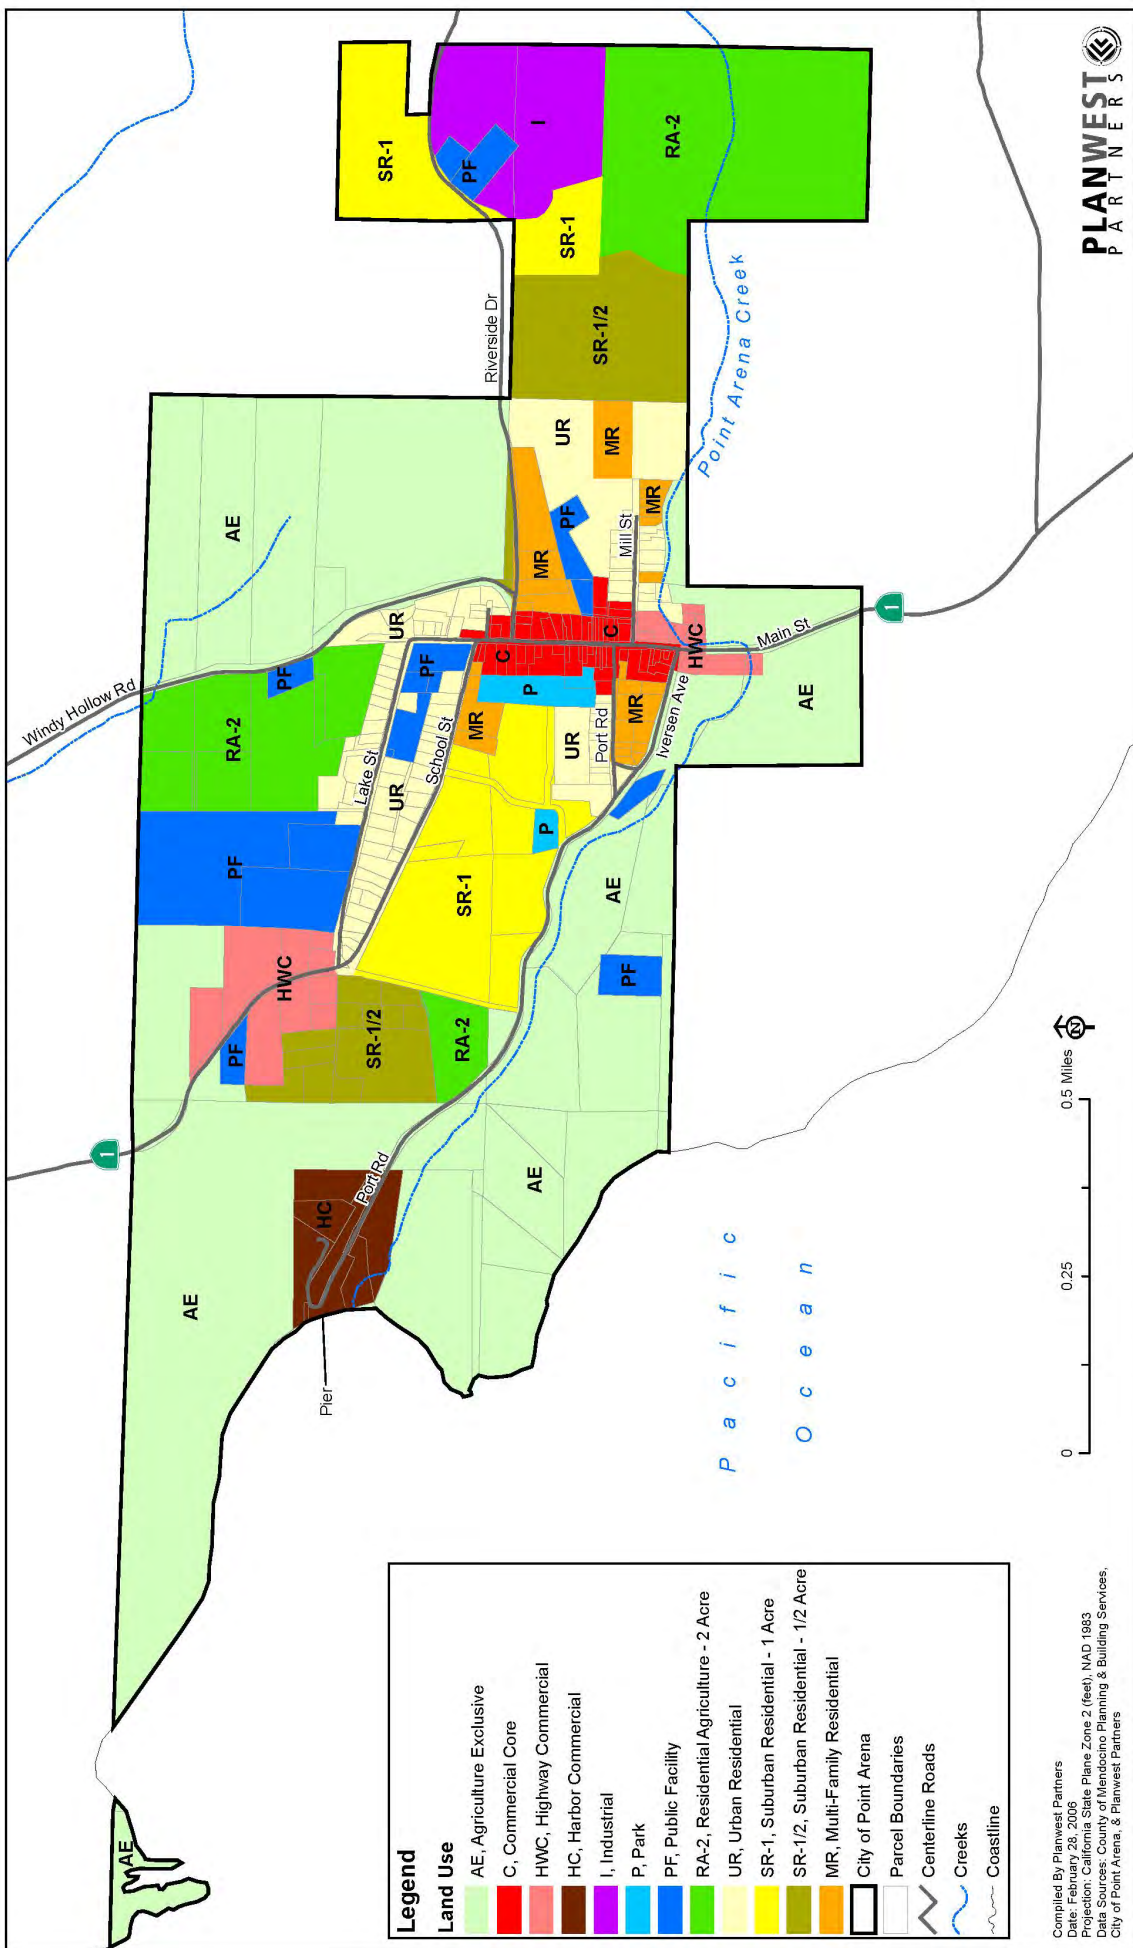 AE
AE
AE
AE
AE
AE
AE
1
1
Windy Hollow Rd
Riverside Dr
Lake St
School St
Mill St
Port Rd
Port Rd
Iversen Ave
Main St
Pier
HC
PF
HWC
PF
SR-1/2
RA-2
RA-2
PF
UR
UR
PF
SR-1
P
P
MR
C
C
UR
MR
PF
MR
PF
UR
MR
MR
HWC
PF
SR-1/2
SR-1
SR-1
PF
I
RA-2
Point Arena Creek
Pacific
Ocean
Legend
Land Use
AE, Agriculture Exclusive
C, Commercial Core
HWC, Highway Commercial
HC, Harbor Commercial
I, Industrial
P, Park
PF, Public Facility
RA-2, Residential Agriculture - 2 Acre
UR, Urban Residential
SR-1, Suburban Residential - 1 Acre
SR-1/2, Suburban Residential - 1/2 Acre
MR, Multi-Family Residential
City of Point Arena
Parcel Boundaries
Centerline Roads
Creeks
Coastline
0 0.25 0.5 Miles
N
Compiled By Planwest Partners
Date: February 28, 2006
Projection: California State Plane Zone 2 (feet), NAD 1983
Data Sources: County of Mendocino Planning & Building Services,
City of Point Arena, & Planwest Partners
PLANWEST
PARTNERS